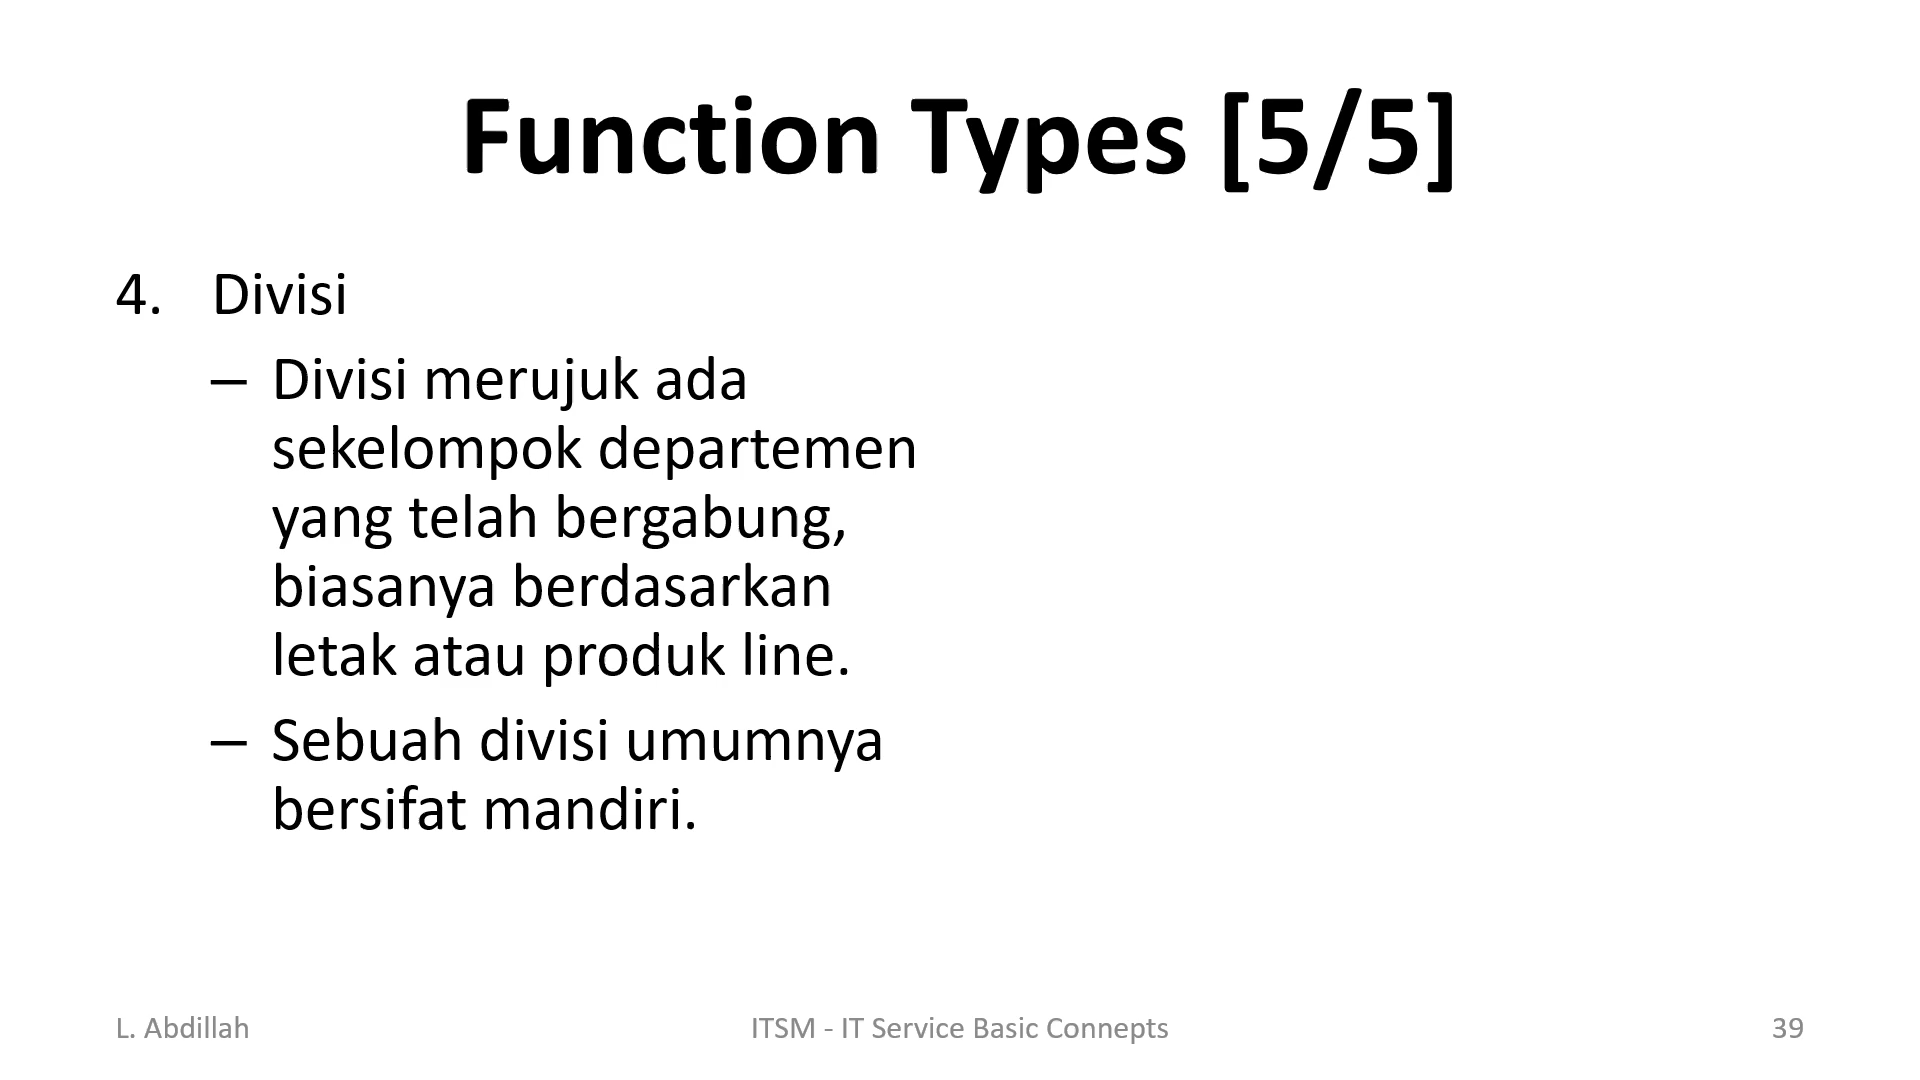 Function Types [5/5]
4. Divisi
– Divisi merujuk ada
sekelompok departemen
yang telah bergabung,
biasanya berdasarkan
letak atau produk line.
– Sebuah divisi umumnya
bersifat mandiri.
L. Abdillah
ITSM - IT Service Basic Connepts
39